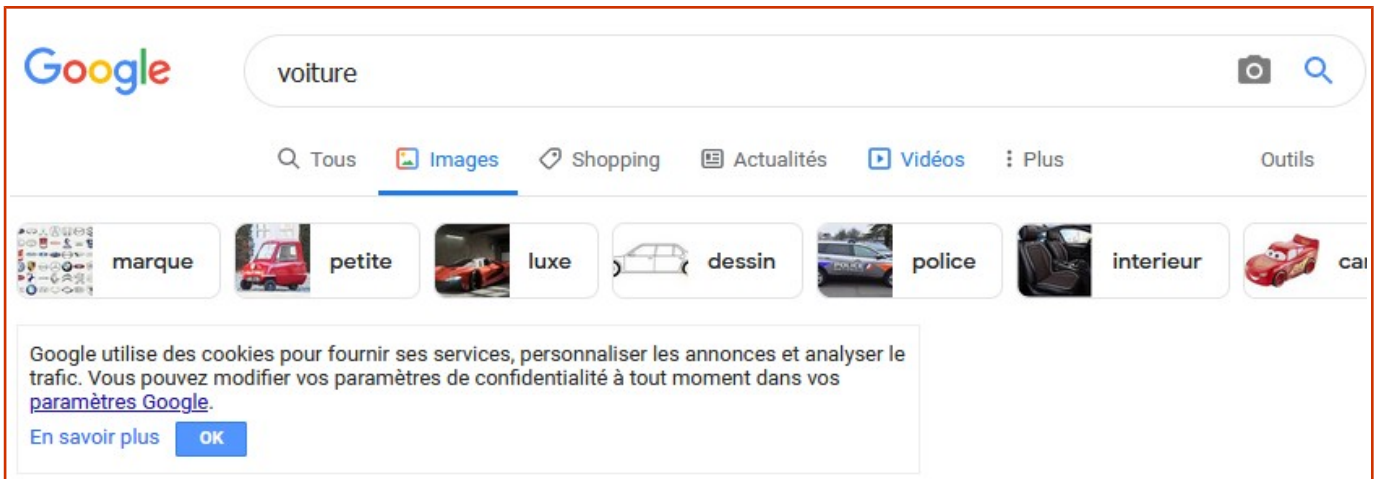 Google
voiture
Tous Images Shopping Actualités Vidéos Plus Outils
marque petite luxe dessin police interieur car
Google utilise des cookies pour fournir ses services, personnaliser les annonces et analyser le
trafic. Vous pouvez modifier vos paramètres de confidentialité à tout moment dans vos
paramètres Google.
En savoir plus OK